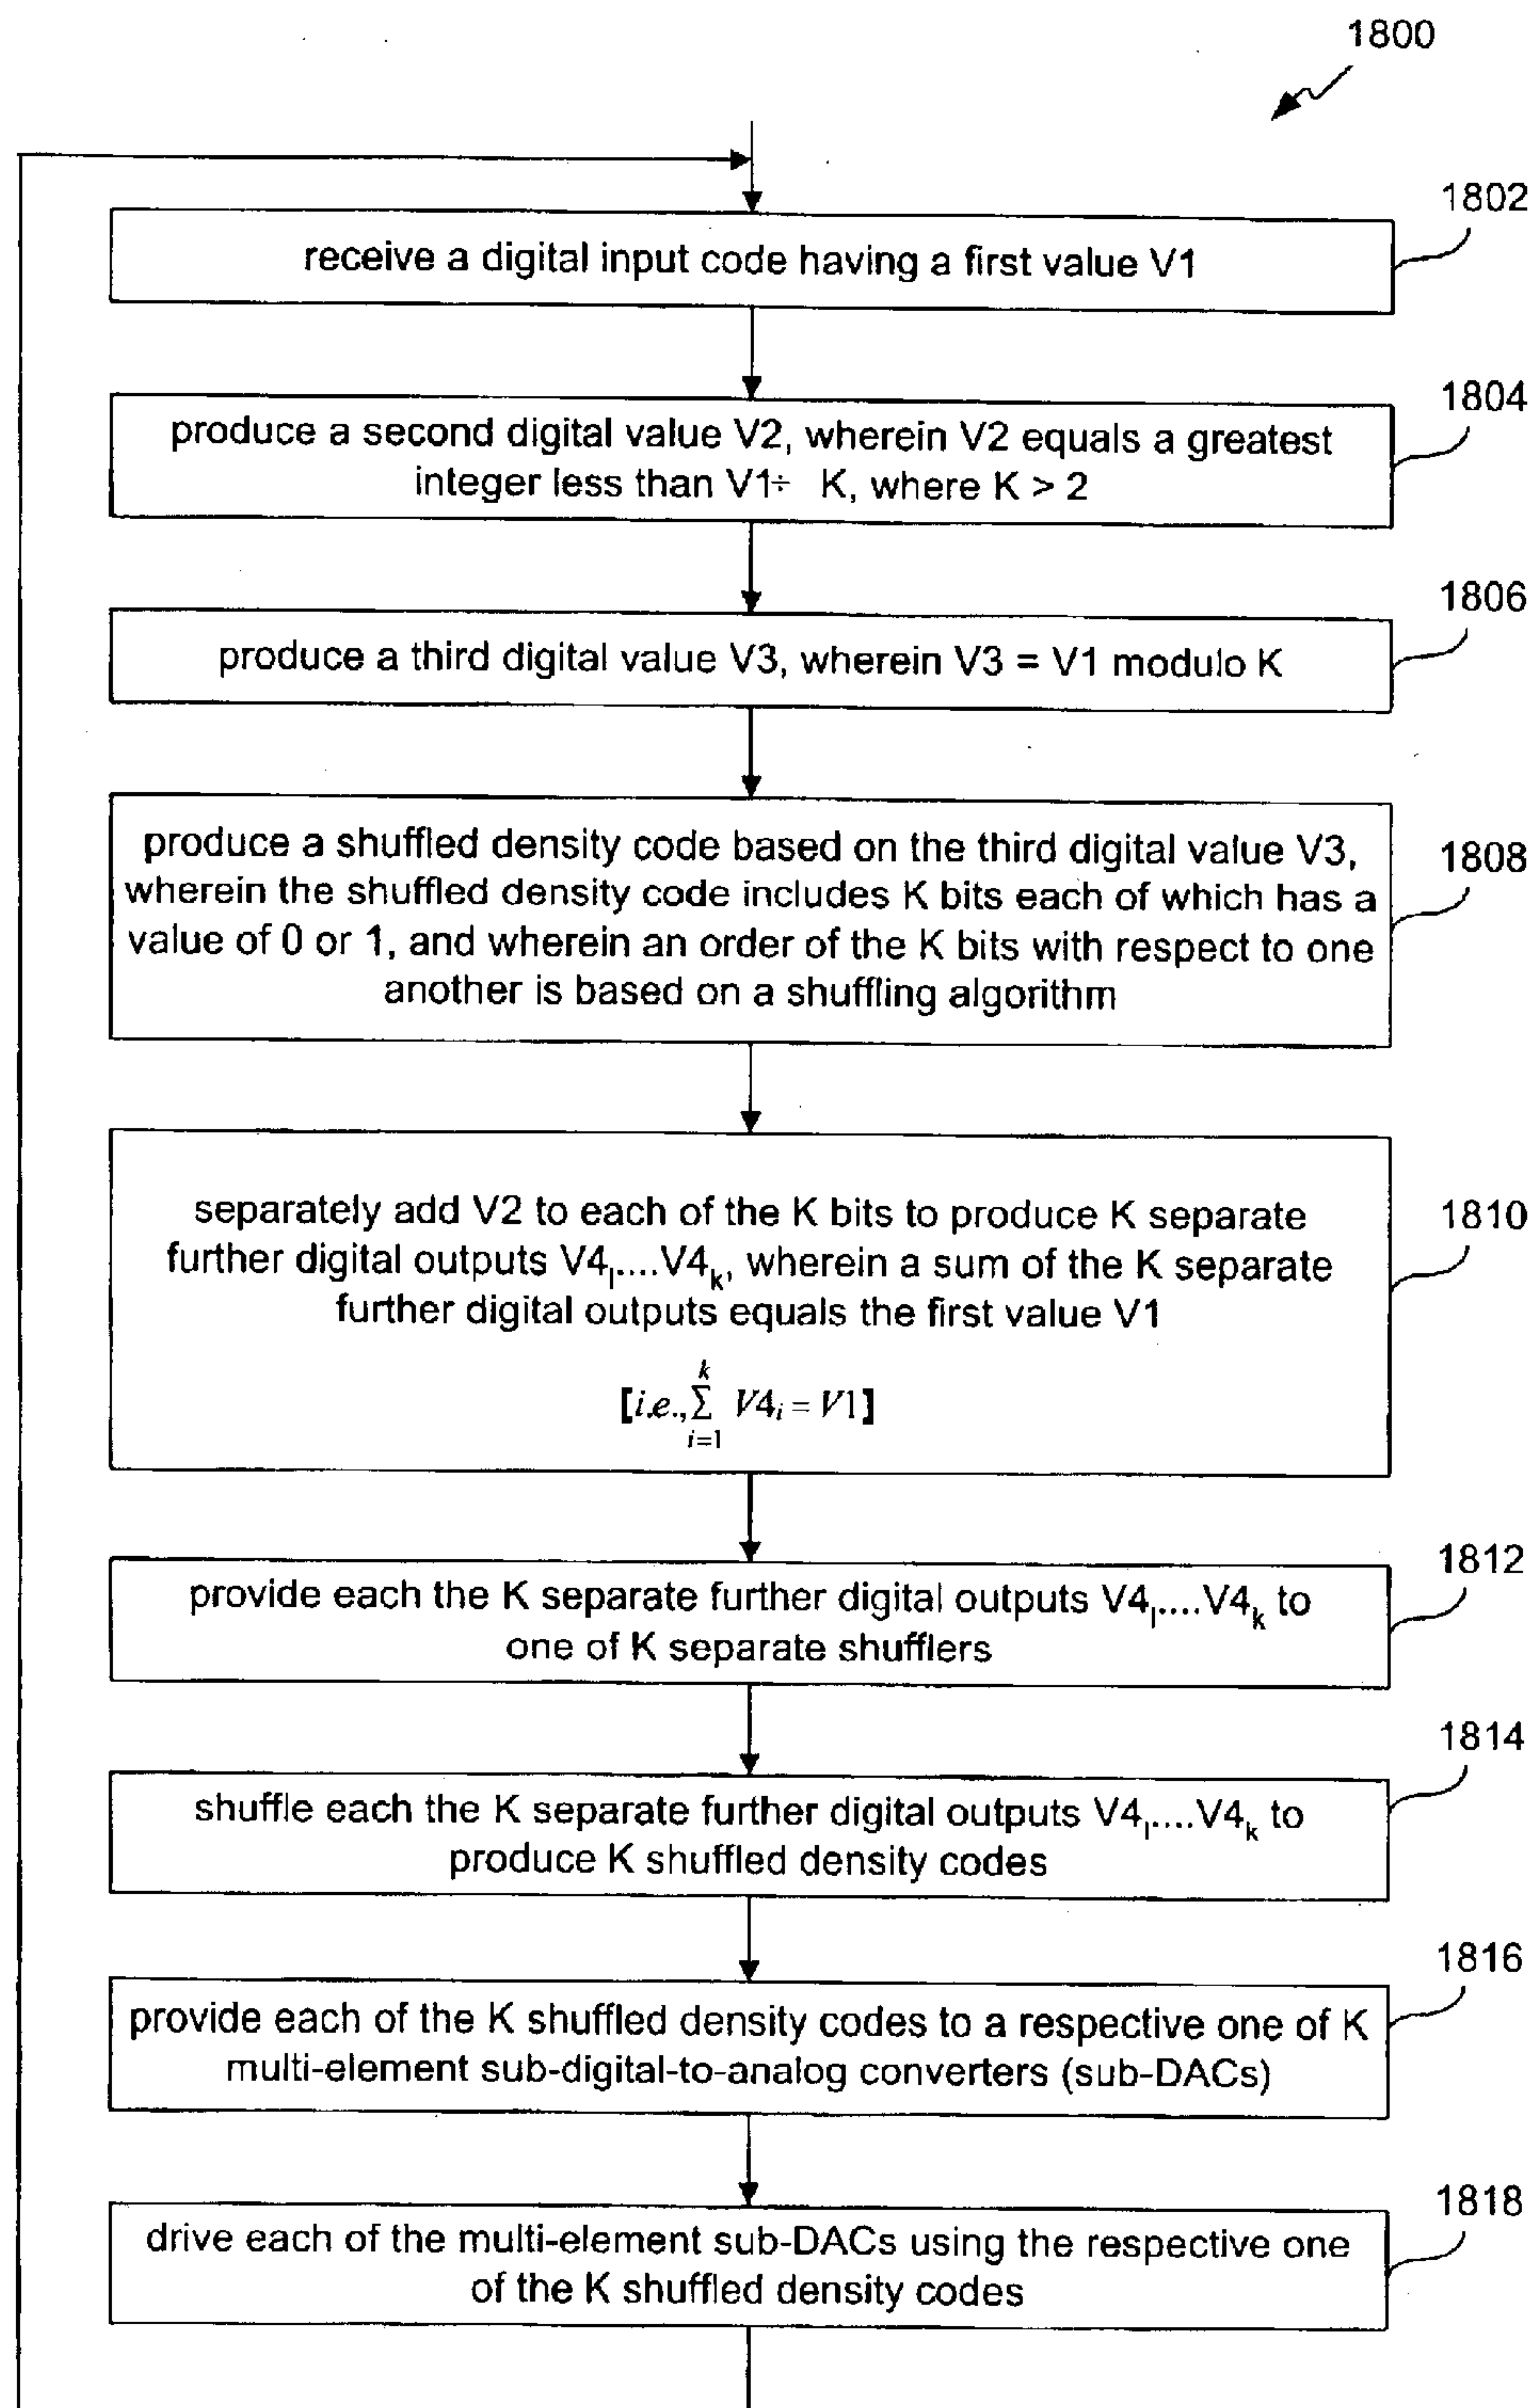 1800
1802
receive a digital input code having a first value V1
1804
produce a second digital value V2, wherein V2 equals a greatest
integer less than V1÷ K, where K > 2
1806
produce a third digital value V3, wherein V3 = V1 modulo K
1808
produce a shuffled density code based on the third digital value V3,
wherein the shuffled density code includes K bits each of which has a
value of 0 or 1, and wherein an order of the K bits with respect to one
another is based on a shuffling algorithm
1810
separately add V2 to each of the K bits to produce K separate
further digital outputs V4ₗ....V4ₖ, wherein a sum of the K separate
further digital outputs equals the first value V1
[i.e., k∑i=1 V4ᵢ = V1]
1812
provide each the K separate further digital outputs V4ₗ....V4ₖ to
one of K separate shufflers
1814
shuffle each the K separate further digital outputs V4ₗ....V4ₖ to
produce K shuffled density codes
1816
provide each of the K shuffled density codes to a respective one of K
multi-element sub-digital-to-analog converters (sub-DACs)
1818
drive each of the multi-element sub-DACs using the respective one
of the K shuffled density codes